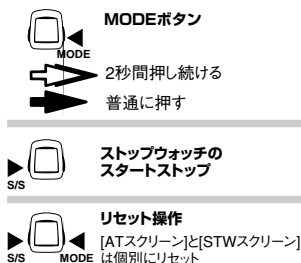 MODEボタン
MODE
2秒間押し続ける
普通に押す
ストップウォッチの
スタートストップ
S/S
リセット操作
[ATスクリーン]と[STWスクリーン]
S/S
MODE
は個別にリセット